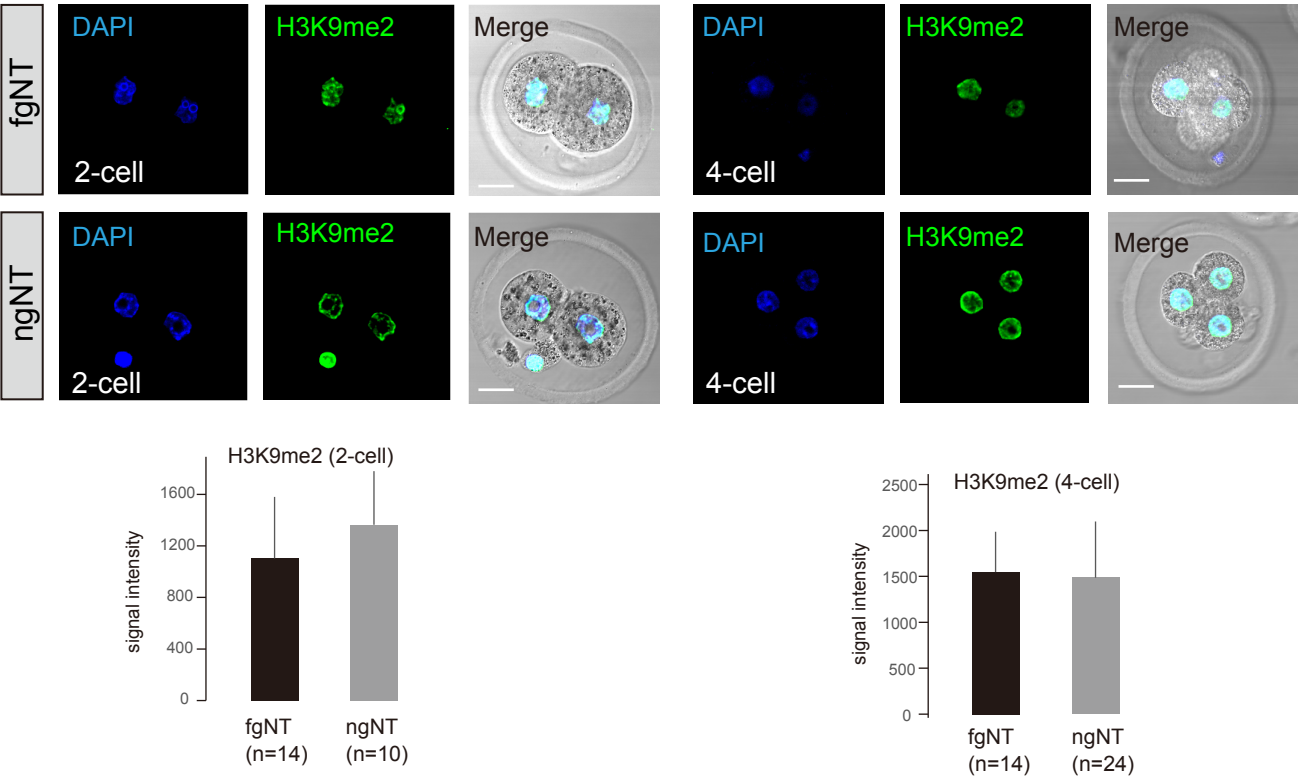 fgNT
DAPI
H3K9me2
Merge
2-cell
DAPI
H3K9me2
Merge
4-cell
ngNT
DAPI
H3K9me2
Merge
2-cell
DAPI
H3K9me2
Merge
4-cell
H3K9me2 (2-cell)
signal intensity
1600
1200
800
400
0
fgNT
(n=14)
ngNT
(n=10)
H3K9me2 (4-cell)
signal intensity
2500
2000
1500
1000
500
0
fgNT
(n=14)
ngNT
(n=24)